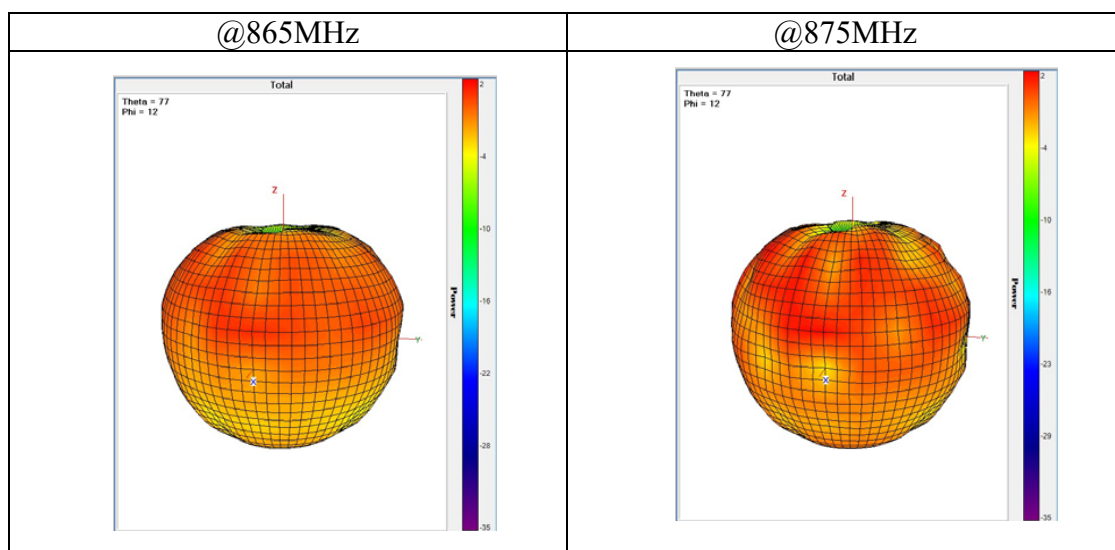 @865MHz
@875MHz
Total
Theta = 77
Phi = 12
Z
Y
X
2
-4
-10
-16
-22
-28
-35
Power
Total
Theta = 77
Phi = 12
Z
Y
X
2
-4
-10
-16
-23
-29
-35
Power